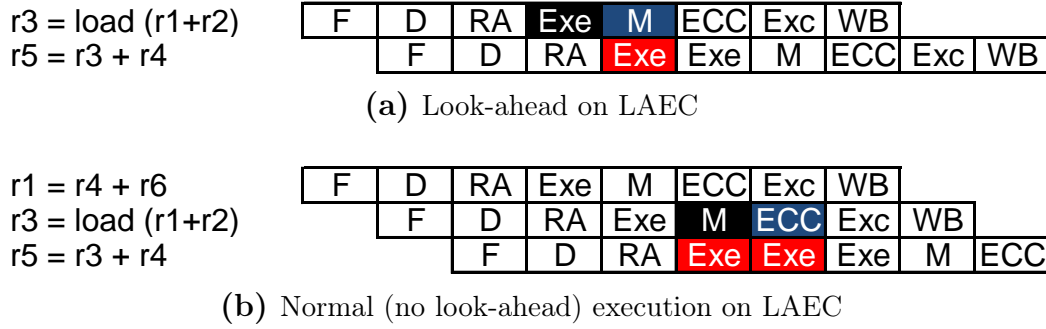 r3 = load (r1+r2) F D RA Exe M ECC Exc WB
r5 = r3 + r4 F D RA Exe Exe M ECC Exc WB
(a) Look-ahead on LAEC
r1 = r4 + r6 F D RA Exe M ECC Exc WB
r3 = load (r1+r2) F D RA Exe M ECC Exc WB
r5 = r3 + r4 F D RA Exe Exe Exe M ECC
(b) Normal (no look-ahead) execution on LAEC